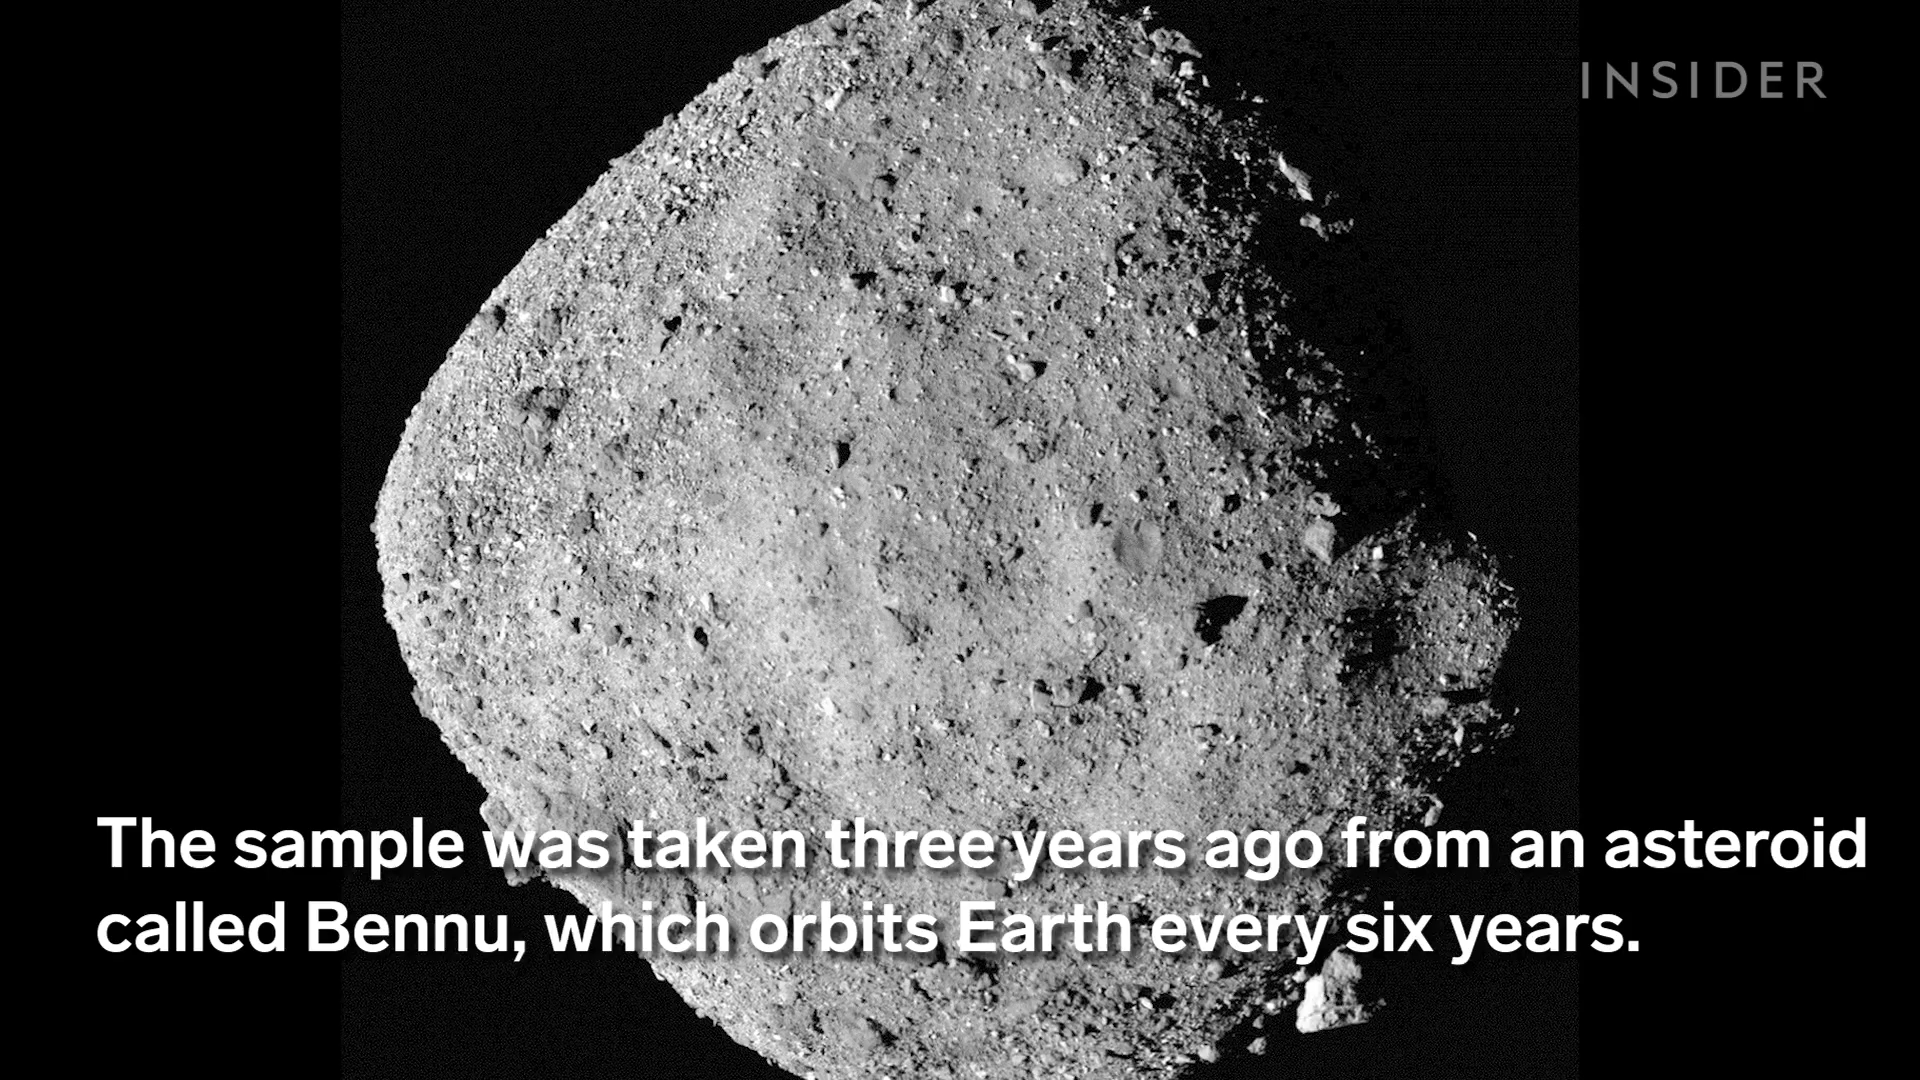 INSIDER
The sample was taken three years ago from an asteroid
called Bennu, which orbits Earth every six years.